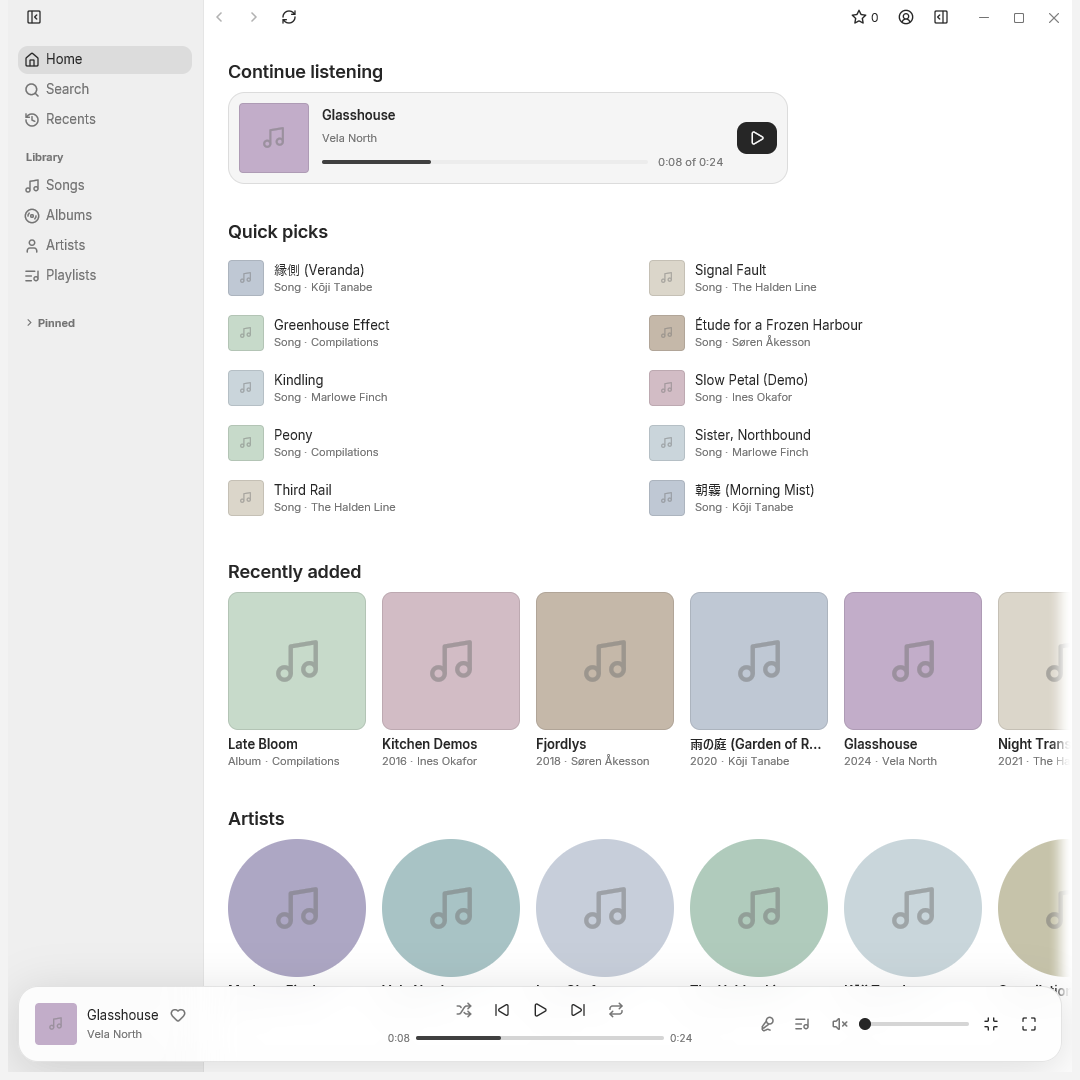 0
Home
Search
Recents
Library
Songs
Albums
Artists
Playlists
Pinned
Continue listening
Glasshouse
Vela North
0:08 of 0:24
Quick picks
縁側 (Veranda)
Song · Kōji Tanabe
Signal Fault
Song · The Halden Line
Greenhouse Effect
Song · Compilations
Étude for a Frozen Harbour
Song · Søren Åkesson
Kindling
Song · Marlowe Finch
Slow Petal (Demo)
Song · Ines Okafor
Peony
Song · Compilations
Sister, Northbound
Song · Marlowe Finch
Third Rail
Song · The Halden Line
朝霧 (Morning Mist)
Song · Kōji Tanabe
Recently added
Late Bloom
Album · Compilations
Kitchen Demos
2016 · Ines Okafor
Fjordlys
2018 · Søren Åkesson
雨の庭 (Garden of R...
2020 · Kōji Tanabe
Glasshouse
2024 · Vela North
Night Trans
2021 · The Ha
Artists
Glasshouse
Vela North
0:08
0:24